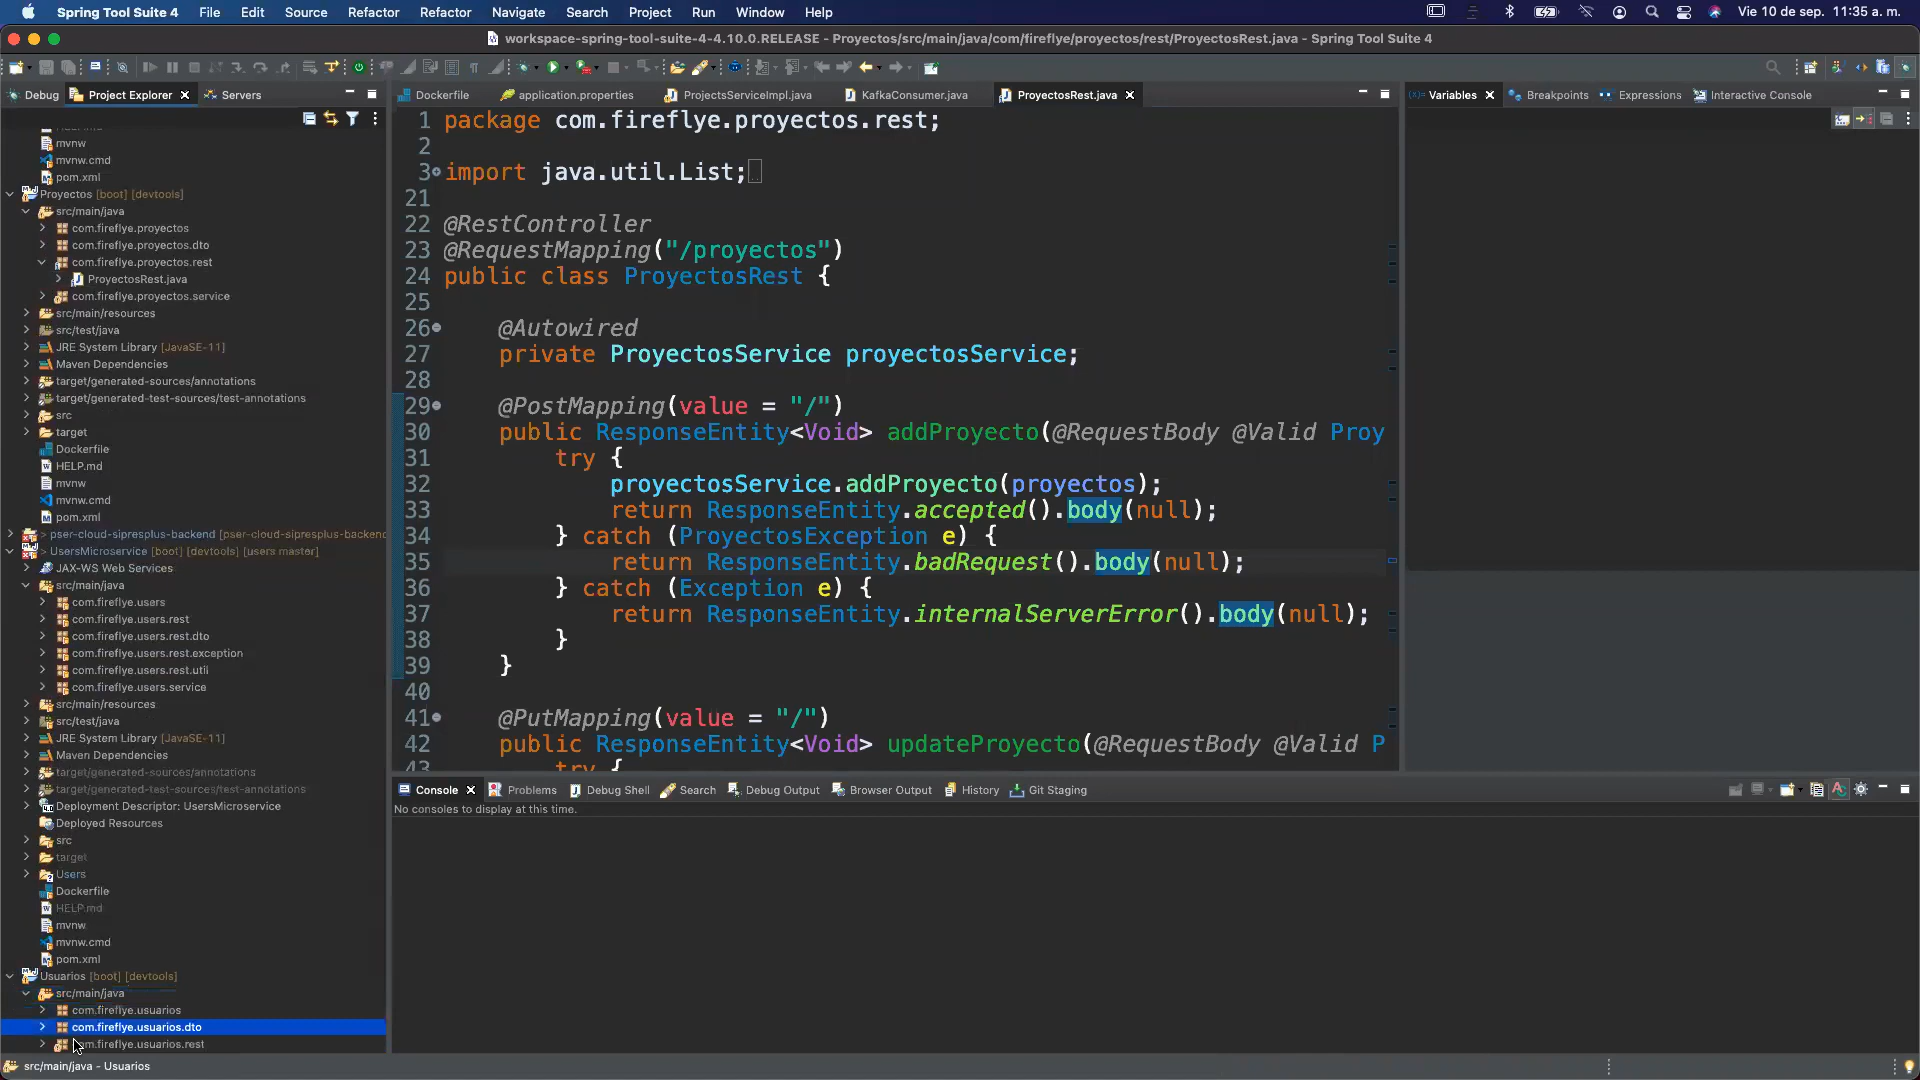 Spring Tool Suite 4 File Edit Source Refactor Refactor Navigate Search Project Run Window Help Vie 10 de sep. 11:35 a. m.
workspace-spring-tool-suite-4-4.10.0.RELEASE - Proyectos/src/main/java/com/fireflye/proyectos/rest/ProyectosRest.java - Spring Tool Suite 4
Debug Project Explorer Servers
mvnw
mvnw.cmd
pom.xml
Proyectos [boot] [devtools]
src/main/java
com.fireflye.proyectos
com.fireflye.proyectos.dto
com.fireflye.proyectos.rest
ProyectosRest.java
com.fireflye.proyectos.service
src/main/resources
src/test/java
JRE System Library [JavaSE-11]
Maven Dependencies
target/generated-sources/annotations
target/generated-test-sources/test-annotations
src
target
Dockerfile
HELP.md
mvnw
mvnw.cmd
pom.xml
> pser-cloud-sipresplus-backend [pser-cloud-sipresplus-backend
> UsersMicroservice [boot] [devtools] [users master]
JAX-WS Web Services
src/main/java
com.fireflye.users
com.fireflye.users.rest
com.fireflye.users.rest.dto
com.fireflye.users.rest.exception
com.fireflye.users.rest.util
com.fireflye.users.service
src/main/resources
src/test/java
JRE System Library [JavaSE-11]
Maven Dependencies
target/generated-sources/annotations
target/generated-test-sources/test-annotations
Deployment Descriptor: UsersMicroservice
Deployed Resources
src
target
Users
Dockerfile
HELP.md
mvnw
mvnw.cmd
pom.xml
Usuarios [boot] [devtools]
src/main/java
com.fireflye.usuarios
com.fireflye.usuarios.dto
com.fireflye.usuarios.rest
Dockerfile application.properties ProjectsServiceImpl.java KafkaConsumer.java ProyectosRest.java
1 package com.fireflye.proyectos.rest;
2
3 import java.util.List;
21
22 @RestController
23 @RequestMapping("/proyectos")
24 public class ProyectosRest {
25
26 @Autowired
27 private ProyectosService proyectosService;
28
29 @PostMapping(value = "/")
30 public ResponseEntity<Void> addProyecto(@RequestBody @Valid Proy
31 try {
32 proyectosService.addProyecto(proyectos);
33 return ResponseEntity.accepted().body(null);
34 } catch (ProyectosException e) {
35 return ResponseEntity.badRequest().body(null);
36 } catch (Exception e) {
37 return ResponseEntity.internalServerError().body(null);
38 }
39 }
40
41 @PutMapping(value = "/")
42 public ResponseEntity<Void> updateProyecto(@RequestBody @Valid P
43 try {
Variables Breakpoints Expressions Interactive Console
Console Problems Debug Shell Search Debug Output Browser Output History Git Staging
No consoles to display at this time.
src/main/java - Usuarios